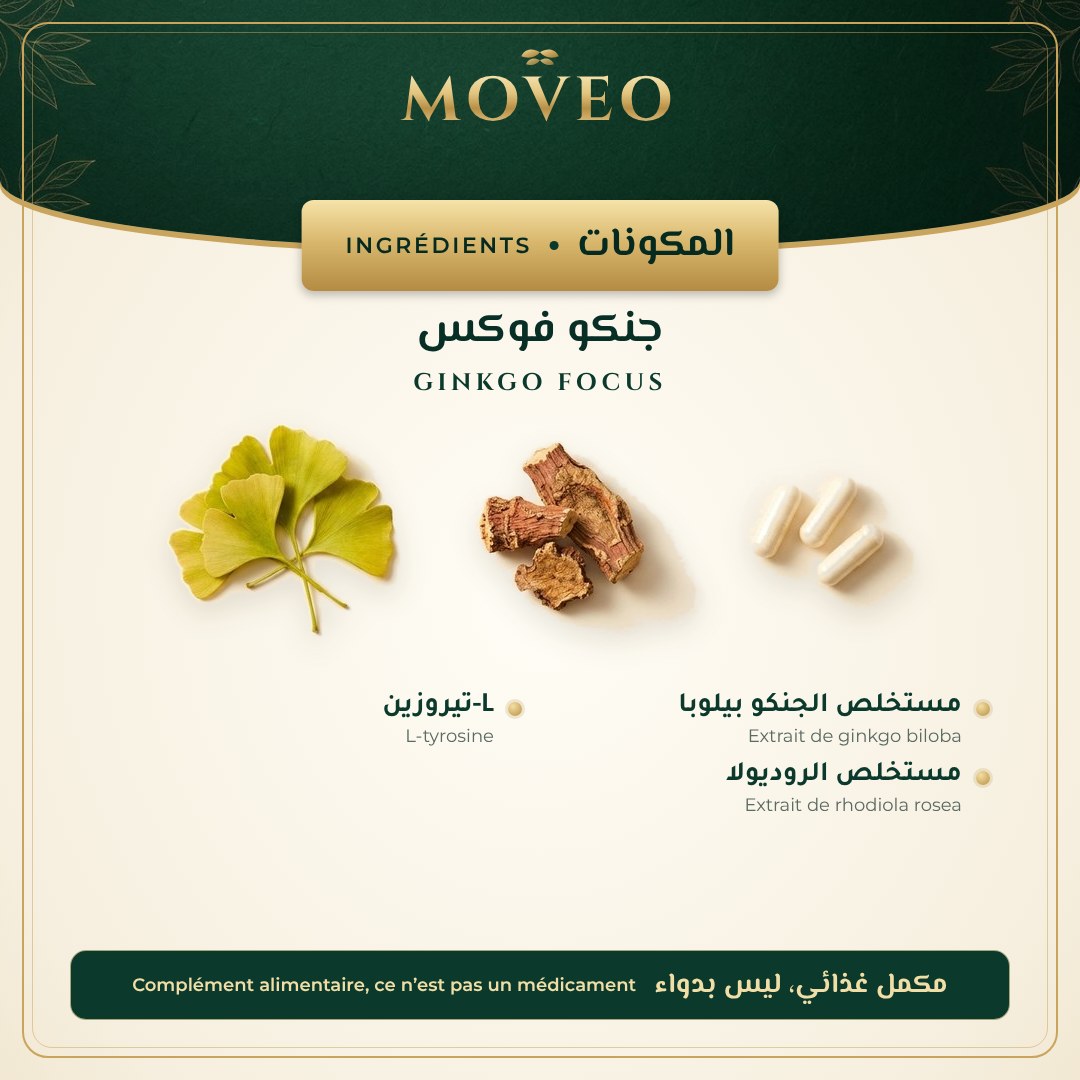 MOVEO
INGRÉDIENTS • المكونات
جنكو فوكس
GINKGO FOCUS
مستخلص الجنكو بيلوبا
Extrait de ginkgo biloba
مستخلص الروديولا
Extrait de rhodiola rosea
L-تيروزين
L-tyrosine
مكمل غذائي، ليس بدواء Complément alimentaire, ce n’est pas un médicament